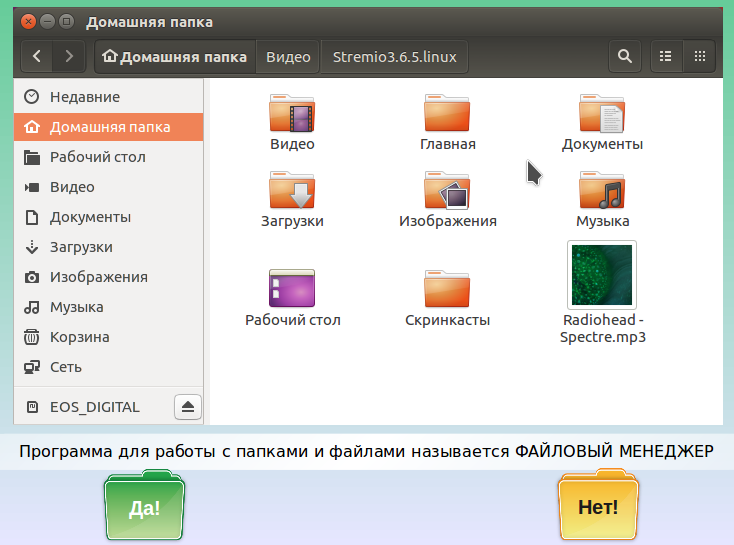 Домашняя папка
Домашняя папка Видео Stremio3.6.5.linux
Недавние
Домашняя папка
Рабочий стол
Видео
Документы
Загрузки
Изображения
Музыка
Корзина
Сеть
EOS_DIGITAL
Видео Главная Документы
Загрузки Изображения Музыка
Рабочий стол Скринкасты Radiohead -
Spectre.mp3
Программа для работы с папками и файлами называется ФАЙЛОВЫЙ МЕНЕДЖЕР
Да! Нет!